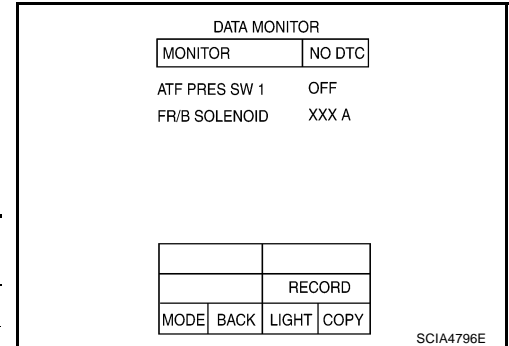 DATA MONITOR
MONITOR NO DTC
ATF PRES SW 1 OFF
FR/B SOLENOID XXX A
RECORD
MODE BACK LIGHT COPY
SCIA4796E